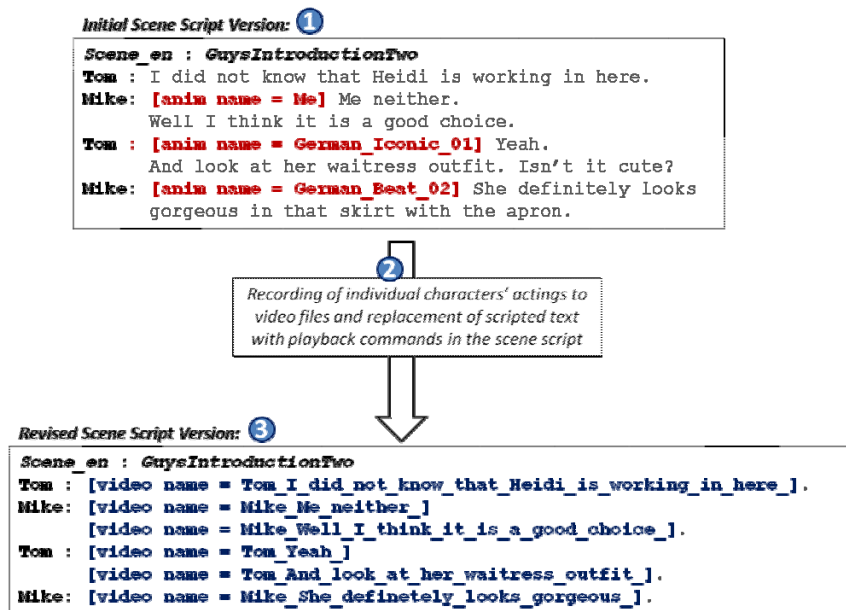 Initial Scene Script Version: 1
Scene_en : GuysIntroductionTwo
Tom : I did not know that Heidi is working in here.
Mike: [anim name = Me] Me neither.
Well I think it is a good choice.
Tom : [anim name = German_Iconic_01] Yeah.
And look at her waitress outfit. Isn't it cute?
Mike: [anim name = German_Beat_02] She definitely looks
gorgeous in that skirt with the apron.
2
Recording of individual characters' actings to
video files and replacement of scripted text
with playback commands in the scene script
Revised Scene Script Version: 3
Scene_en : GuysIntroductionTwo
Tom : [video name = Tom_I_did_not_know_that_Heidi_is_working_in_here_].
Mike: [video name = Mike_Me_neither_]
[video name = Mike_Well_I_think_it_is_a_good_choice_].
Tom : [video name = Tom_Yeah_]
[video name = Tom_And_look_at_her_waitress_outfit_].
Mike: [video name = Mike_She_definetely_looks_gorgeous_].